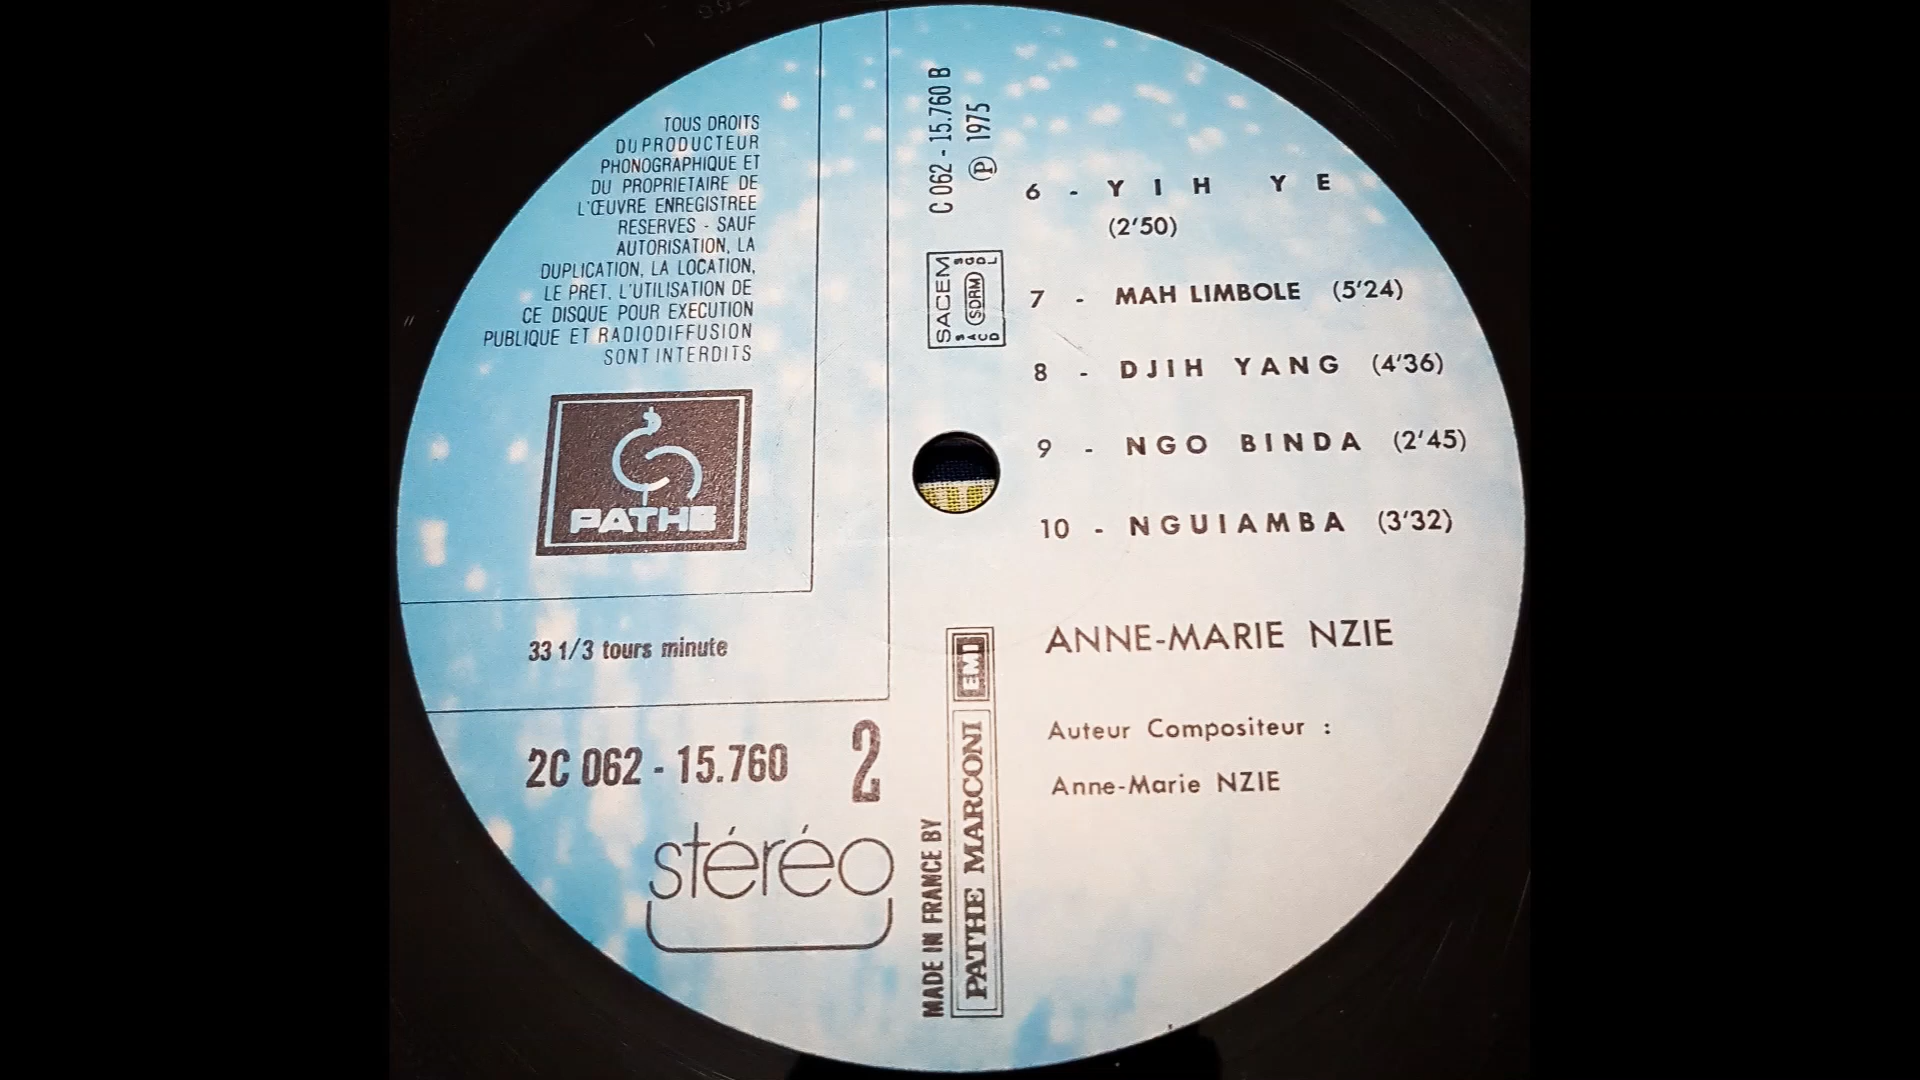 TOUS DROITS
DU PRODUCTEUR
PHONOGRAPHIQUE ET
DU PROPRIETAIRE DE
L'ŒUVRE ENREGISTREE
RESERVES - SAUF
AUTORISATION, LA
DUPLICATION, LA LOCATION,
LE PRET, L'UTILISATION DE
CE DISQUE POUR EXECUTION
PUBLIQUE ET RADIODIFFUSION
SONT INTERDITS
PATHE
33 1/3 tours minute
2C 062 - 15.760 2
stéréo
C 062 - 15.760 B
Ⓟ 1975
SACEM
SDRM
SACD
SGDL
MADE IN FRANCE BY
PATHE MARCONI EMI
6 - YIH YE
(2'50)
7 - MAH LIMBOLE (5'24)
8 - DJIH YANG (4'36)
9 - NGO BINDA (2'45)
10 - NGUIAMBA (3'32)
ANNE-MARIE NZIE
Auteur Compositeur :
Anne-Marie NZIE